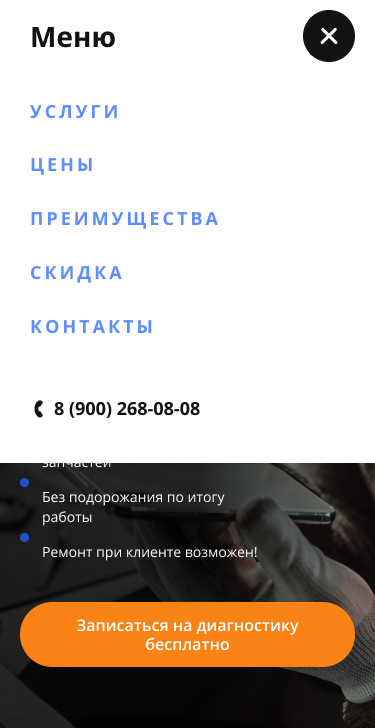 Меню
УСЛУГИ
ЦЕНЫ
ПРЕИМУЩЕСТВА
СКИДКА
КОНТАКТЫ
8 (900) 268-08-08
запчастей
Без подорожания по итогу
работы
Ремонт при клиенте возможен!
Записаться на диагностику
бесплатно